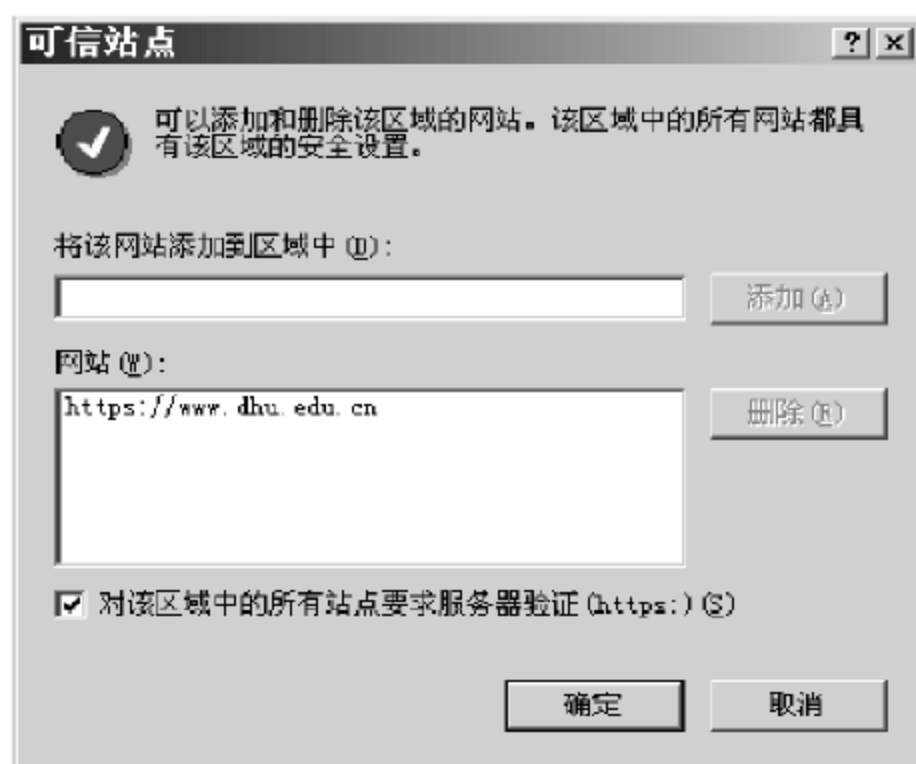 可信站点
可以添加和删除该区域的网站。该区域中的所有网站都具
有该区域的安全设置。
将该网站添加到区域中(D):
添加(A)
网站(W):
https://www.dhu.edu.cn
删除(R)
对该区域中的所有站点要求服务器验证(https:)(S)
确定
取消